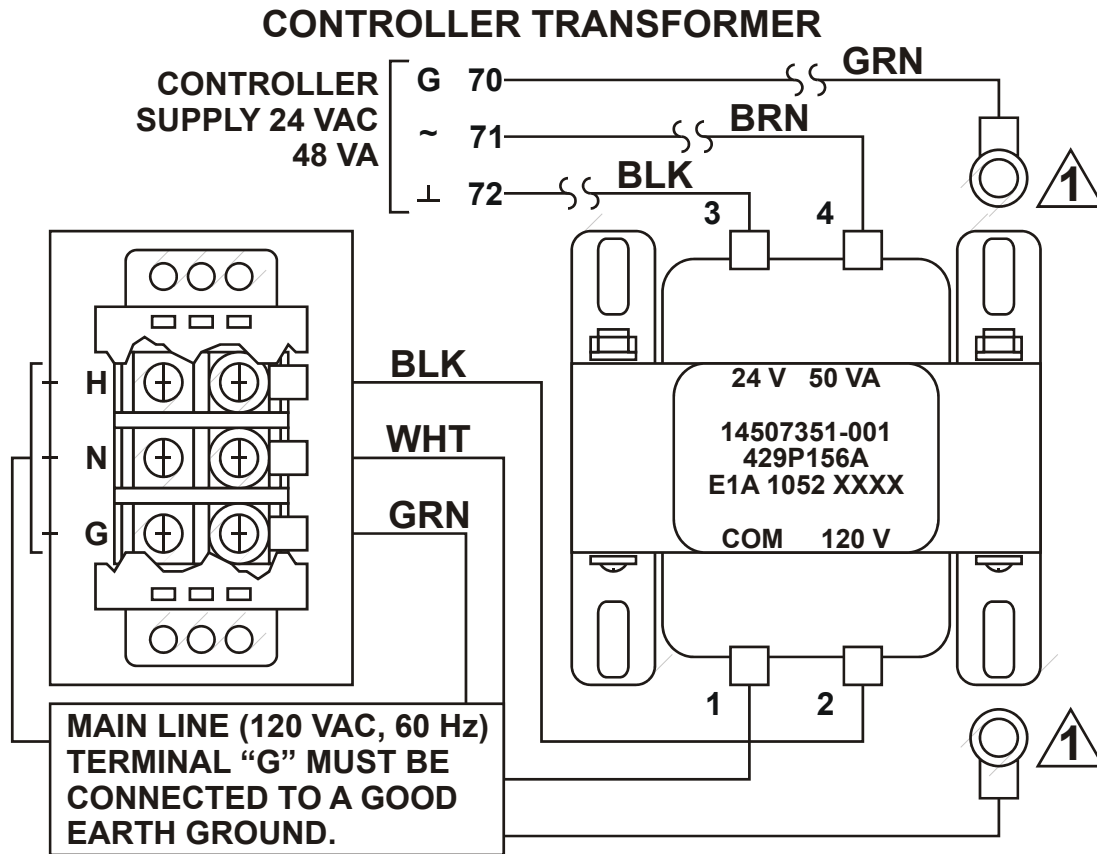 CONTROLLER TRANSFORMER
CONTROLLER
SUPPLY 24 VAC
48 VA
G 70
~ 71
⊥ 72
GRN
BRN
BLK
1
3 4
H
N
G
BLK
WHT
GRN
24 V 50 VA
14507351-001
429P156A
E1A 1052 XXXX
COM 120 V
1 2
1
MAIN LINE (120 VAC, 60 Hz)
TERMINAL “G” MUST BE
CONNECTED TO A GOOD
EARTH GROUND.